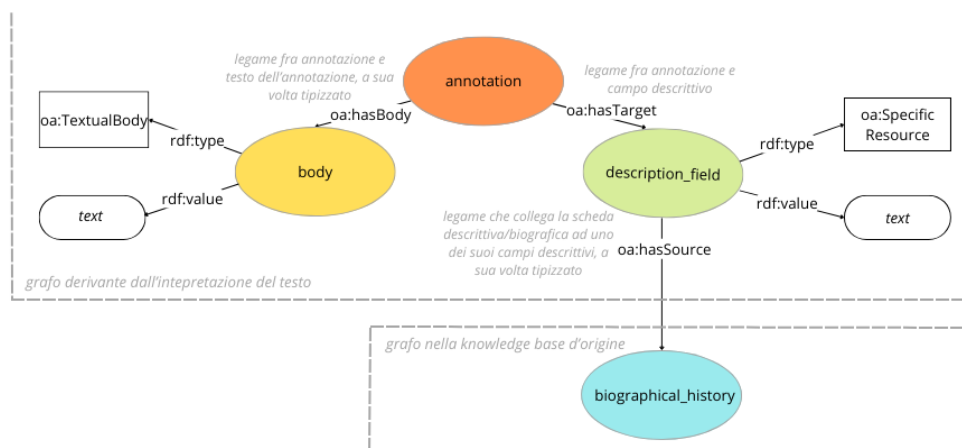 legame fra annotazione e
testo dell'annotazione, a sua
volta tipizzato
annotation
legame fra annotazione e
campo descrittivo
oa:hasBody
oa:hasTarget
oa:TextualBody
rdf:type
body
description_field
rdf:type
oa:Specific
Resource
rdf:value
text
rdf:value
text
legame che collega la scheda
descrittiva/biografica ad uno
dei suoi campi descrittivi, a
sua volta tipizzato
oa:hasSource
grafo derivante dall'intepretazione del testo
grafo nella knowledge base d'origine
biographical_history